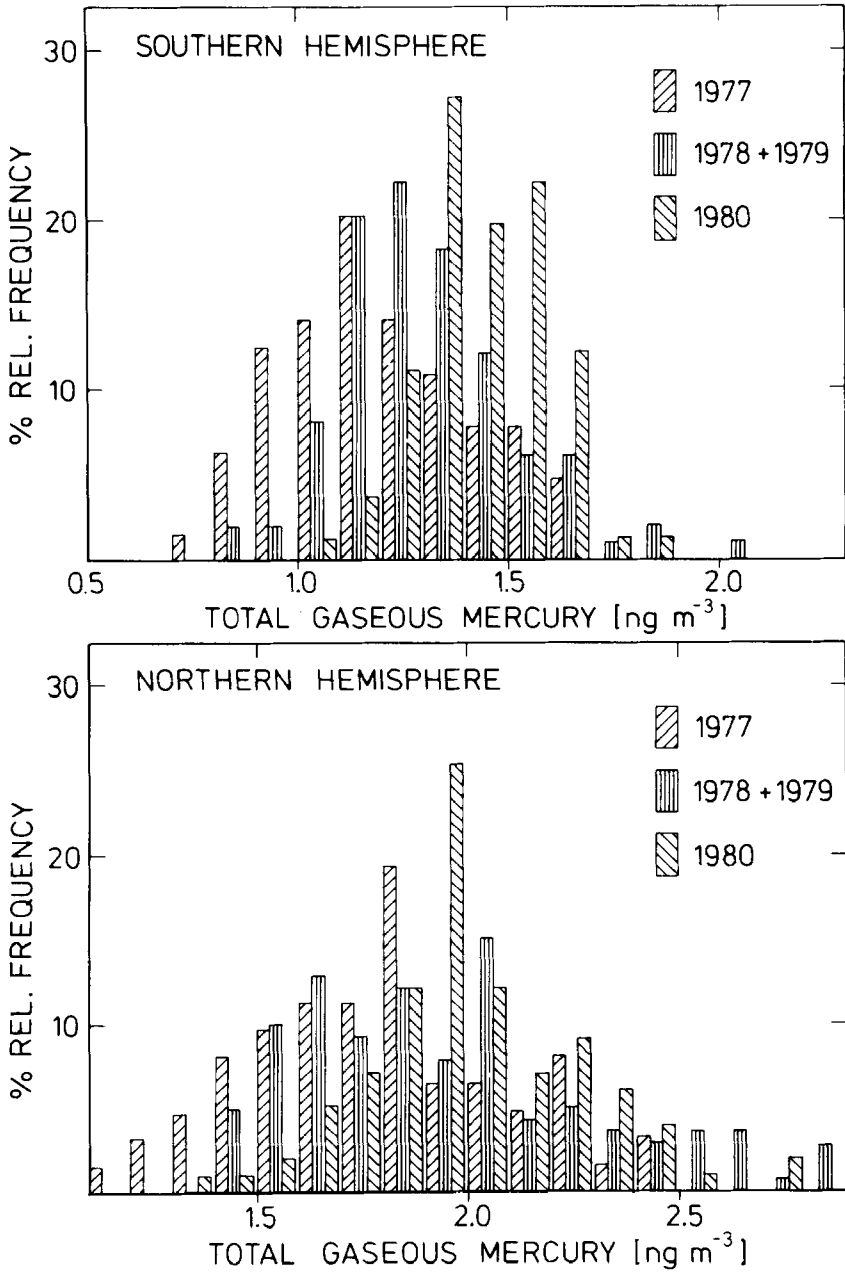 SOUTHERN HEMISPHERE
30
20
10
% REL. FREQUENCY
1977
1978 + 1979
1980
0.5 1.0 1.5 2.0
TOTAL GASEOUS MERCURY [ng m⁻³]
NORTHERN HEMISPHERE
30
20
10
% REL. FREQUENCY
1977
1978 + 1979
1980
1.5 2.0 2.5
TOTAL GASEOUS MERCURY [ng m⁻³]